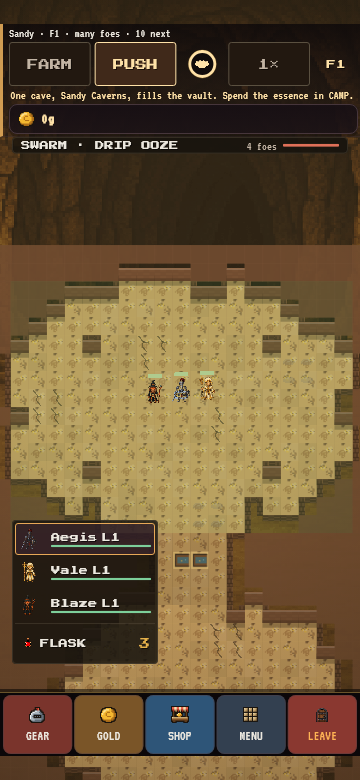 Sandy · F1 · many foes · 10 next
FARM
PUSH
1×
F1
One cave, Sandy Caverns, fills the vault. Spend the essence in CAMP.
0g
SWARM · DRIP OOZE
4 foes
Aegis L1
Vale L1
Blaze L1
FLASK 3
GEAR
GOLD
SHOP
MENU
LEAVE